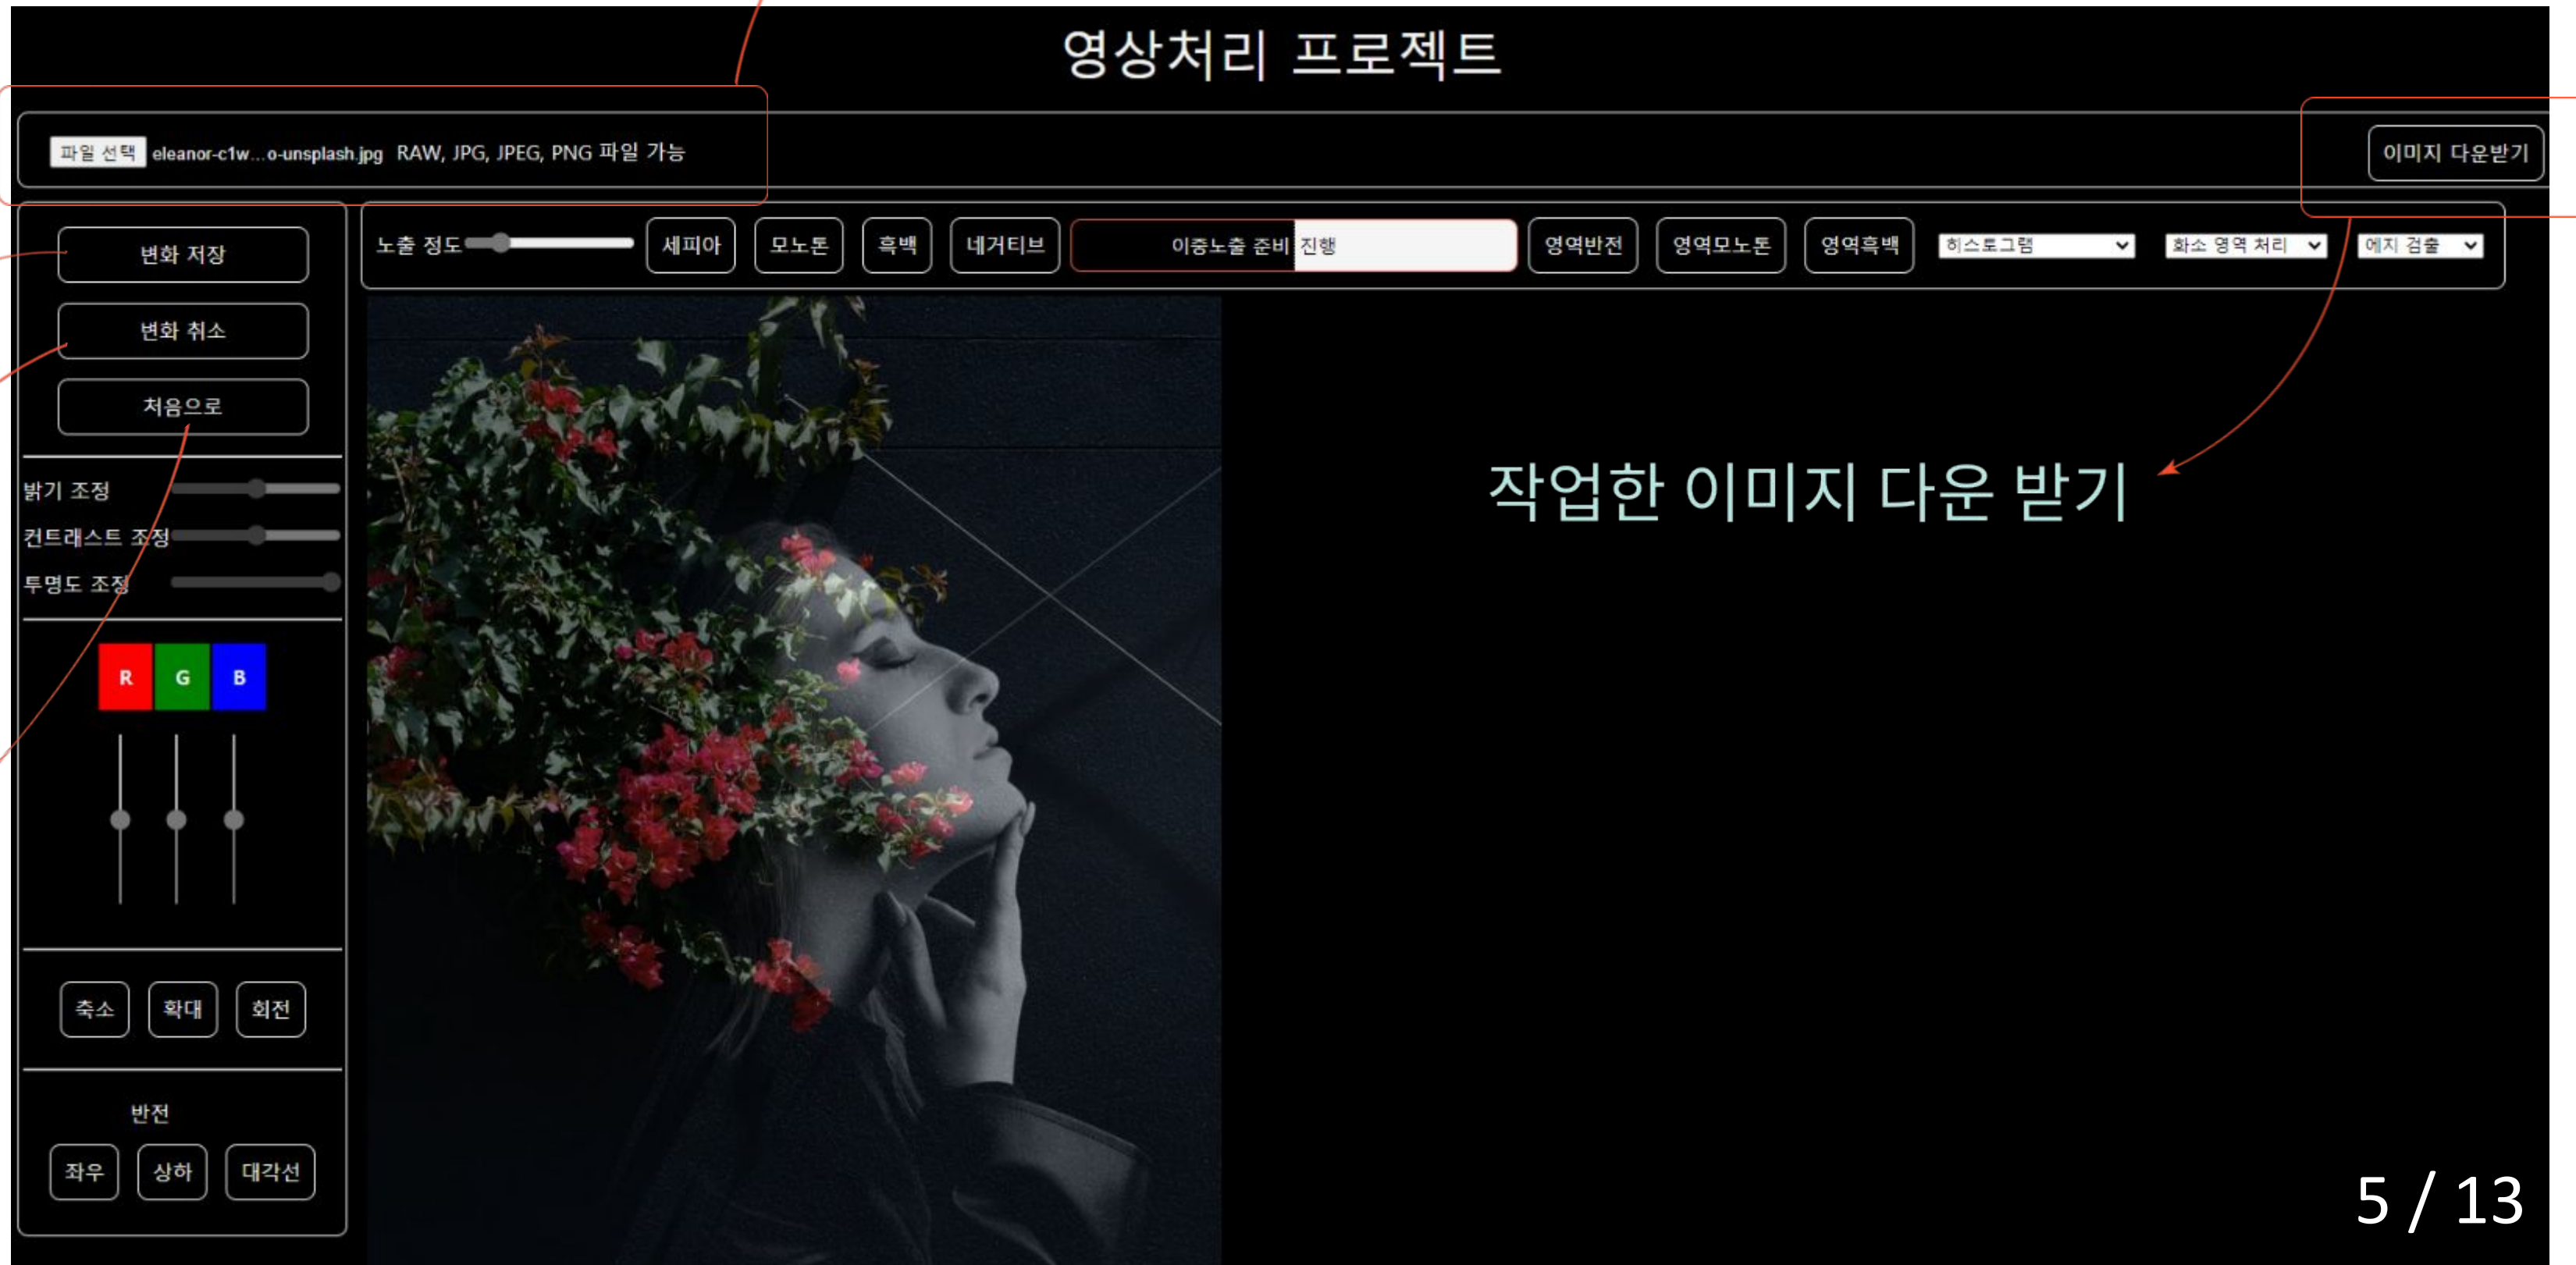 영상처리 프로젝트
파일 선택 eleanor-c1w...o-unsplash.jpg RAW, JPG, JPEG, PNG 파일 가능
이미지 다운받기
변화 저장
변화 취소
처음으로
밝기 조정
컨트래스트 조정
투명도 조정
R G B
축소 확대 회전
반전
좌우 상하 대각선
노출 정도 세피아 모노톤 흑백 네거티브 이중노출 준비 진행 영역반전 영역모노톤 영역흑백 히스토그램 화소 영역 처리 에지 검출
작업한 이미지 다운 받기
5 / 13